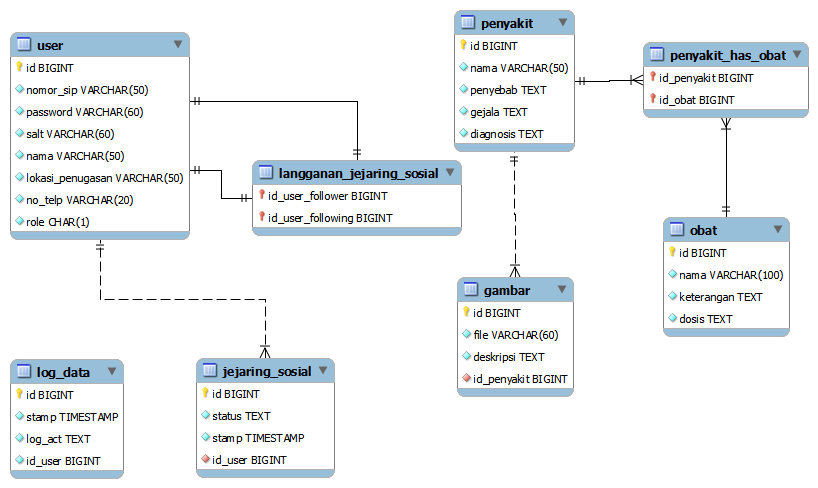 user
id BIGINT
nomor_sip VARCHAR(50)
password VARCHAR(60)
salt VARCHAR(60)
nama VARCHAR(50)
lokasi_penugasan VARCHAR(50)
no_telp VARCHAR(20)
role CHAR(1)
langganan_jejaring_sosial
id_user_follower BIGINT
id_user_following BIGINT
penyakit
id BIGINT
nama VARCHAR(50)
penyebab TEXT
gejala TEXT
diagnosis TEXT
penyakit_has_obat
id_penyakit BIGINT
id_obat BIGINT
obat
id BIGINT
nama VARCHAR(100)
keterangan TEXT
dosis TEXT
gambar
id BIGINT
file VARCHAR(60)
deskripsi TEXT
id_penyakit BIGINT
log_data
id BIGINT
stamp TIMESTAMP
log_act TEXT
id_user BIGINT
jejaring_sosial
id BIGINT
status TEXT
stamp TIMESTAMP
id_user BIGINT